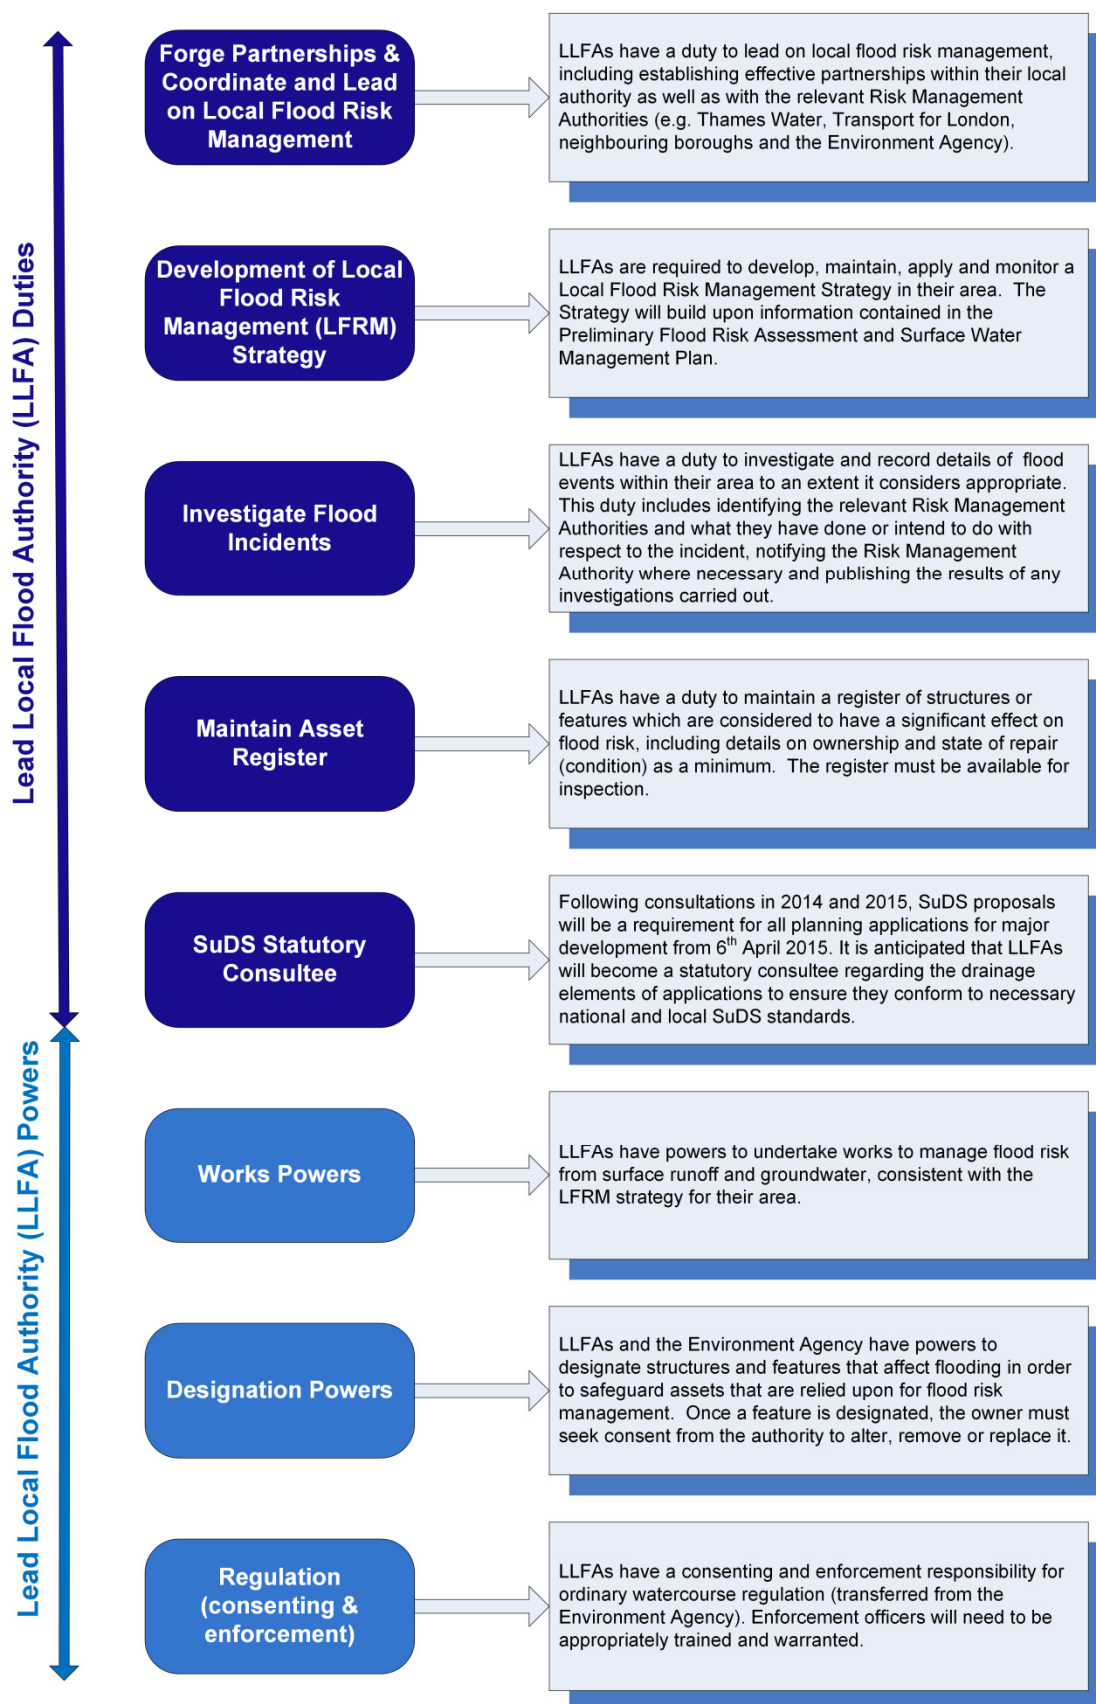 Lead Local Flood Authority (LLFA) Duties
Forge Partnerships &
Coordinate and Lead
on Local Flood Risk
Management
LLFAs have a duty to lead on local flood risk management,
including establishing effective partnerships within their local
authority as well as with the relevant Risk Management
Authorities (e.g. Thames Water, Transport for London,
neighbouring boroughs and the Environment Agency).
Development of Local
Flood Risk
Management (LFRM)
Strategy
LLFAs are required to develop, maintain, apply and monitor a
Local Flood Risk Management Strategy in their area.  The
Strategy will build upon information contained in the
Preliminary Flood Risk Assessment and Surface Water
Management Plan.
Investigate Flood
Incidents
LLFAs have a duty to investigate and record details of  flood
events within their area to an extent it considers appropriate.
This duty includes identifying the relevant Risk Management
Authorities and what they have done or intend to do with
respect to the incident, notifying the Risk Management
Authority where necessary and publishing the results of any
investigations carried out.
Maintain Asset
Register
LLFAs have a duty to maintain a register of structures or
features which are considered to have a significant effect on
flood risk, including details on ownership and state of repair
(condition) as a minimum.  The register must be available for
inspection.
SuDS Statutory
Consultee
Following consultations in 2014 and 2015, SuDS proposals
will be a requirement for all planning applications for major
development from 6th April 2015. It is anticipated that LLFAs
will become a statutory consultee regarding the drainage
elements of applications to ensure they conform to necessary
national and local SuDS standards.
Lead Local Flood Authority (LLFA) Powers
Works Powers
LLFAs have powers to undertake works to manage flood risk
from surface runoff and groundwater, consistent with the
LFRM strategy for their area.
Designation Powers
LLFAs and the Environment Agency have powers to
designate structures and features that affect flooding in order
to safeguard assets that are relied upon for flood risk
management.  Once a feature is designated, the owner must
seek consent from the authority to alter, remove or replace it.
Regulation
(consenting &
enforcement)
LLFAs have a consenting and enforcement responsibility for
ordinary watercourse regulation (transferred from the
Environment Agency). Enforcement officers will need to be
appropriately trained and warranted.